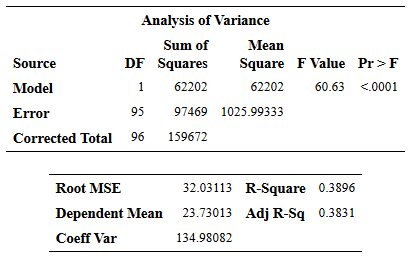 Analysis of Variance
Sum of Mean
Source DF Squares Square F Value Pr > F
Model 1 62202 62202 60.63 <.0001
Error 95 97469 1025.99333
Corrected Total 96 159672
Root MSE 32.03113 R-Square 0.3896
Dependent Mean 23.73013 Adj R-Sq 0.3831
Coeff Var 134.98082